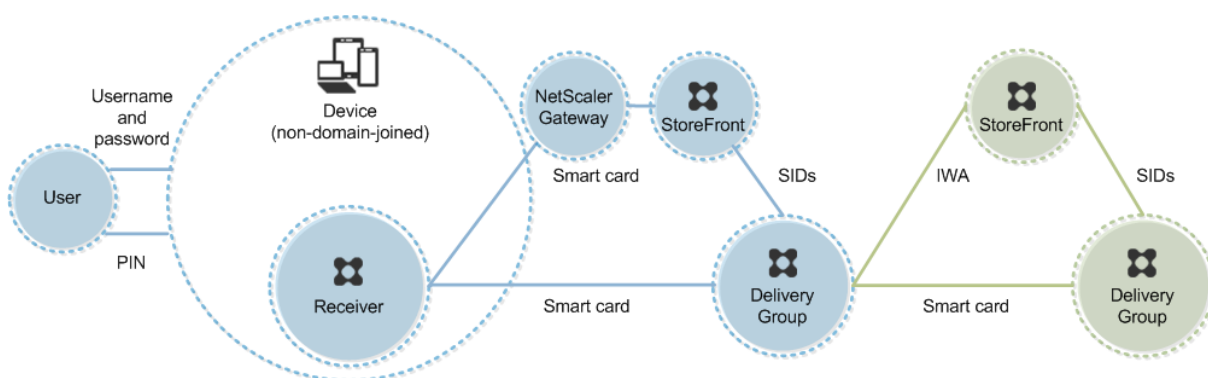 Username
and
password
User
PIN
Device
(non-domain-joined)
Receiver
NetScaler
Gateway
StoreFront
Smart card
SIDs
Smart card
Delivery
Group
StoreFront
IWA
SIDs
Smart card
Delivery
Group